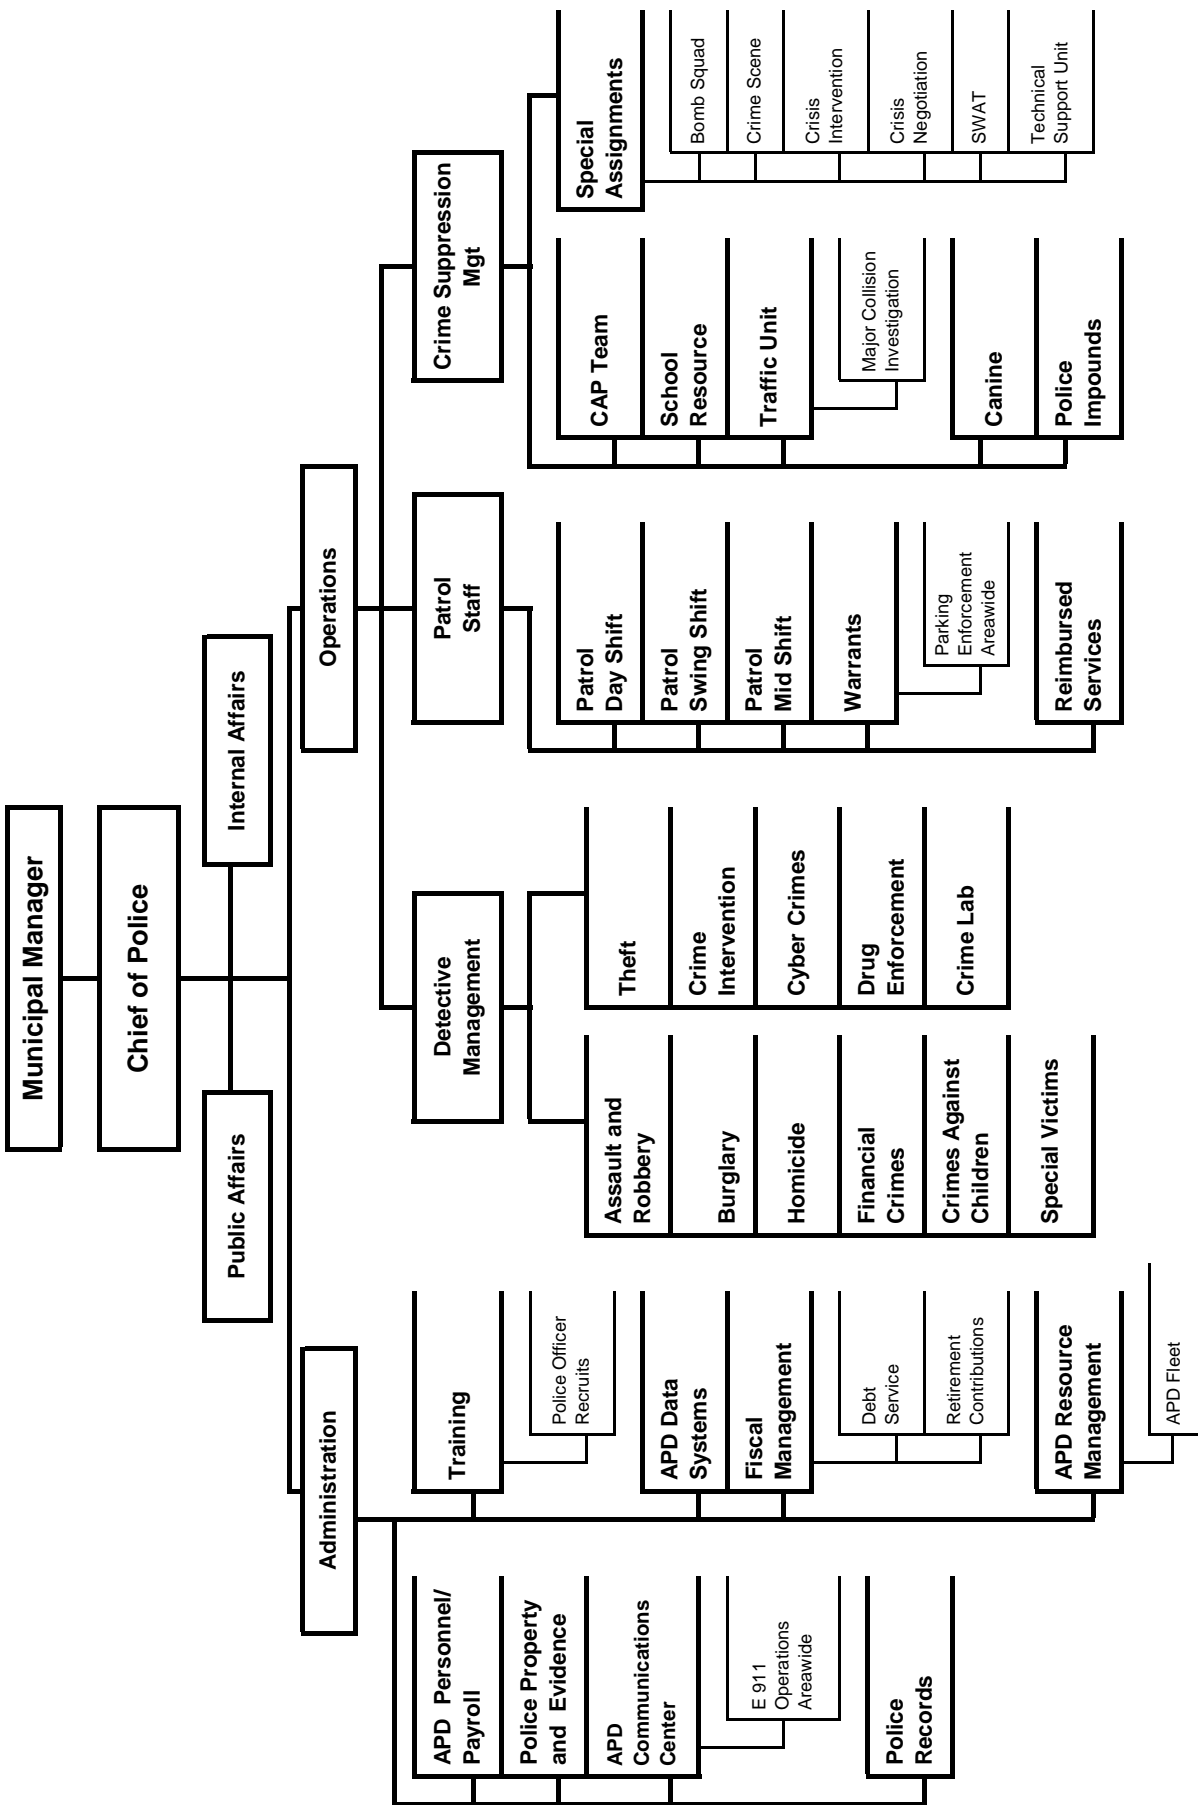 Municipal Manager
Chief of Police
Public Affairs
Internal Affairs
Administration
Operations
APD Personnel/
Payroll
Police Property
and Evidence
APD
Communications
Center
E 911
Operations
Areawide
Police
Records
Training
Police Officer
Recruits
APD Data
Systems
Fiscal
Management
Debt
Service
Retirement
Contributions
APD Resource
Management
APD Fleet
Detective
Management
Assault and
Robbery
Burglary
Homicide
Financial
Crimes
Crimes Against
Children
Special Victims
Theft
Crime
Intervention
Cyber Crimes
Drug
Enforcement
Crime Lab
Patrol
Staff
Patrol
Day Shift
Patrol
Swing Shift
Patrol
Mid Shift
Warrants
Parking
Enforcement
Areawide
Reimbursed
Services
Crime Suppression
Mgt
CAP Team
School
Resource
Traffic Unit
Major Collision
Investigation
Canine
Police
Impounds
Special
Assignments
Bomb Squad
Crime Scene
Crisis
Intervention
Crisis
Negotiation
SWAT
Technical
Support Unit